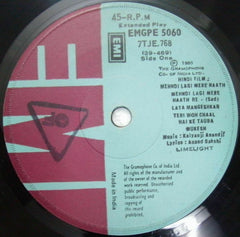 45-R.P.M
Extended Play
EMGPE 5060
EMI
7TJE.768
Side One
℗ 1961
THE GRAMOPHONE
CO OF INDIA LTD.
HINDI FILM
MEHNDI LAGI MERE HAATH
MEHNDI LAGI MERE
HAATH RE - (Sad)
LATA MANGESHKAR
TERI WOH CHAAL
HAI KE TAUBA
MUKESH
Music : Kalyanji Anandji
Lyrics : Anand Bakshi
LIMELIGHT
The Gramophone Co. of India Ltd
All rights of the manufacturer and
of the owner of the recorded
work reserved. Unauthorised
public performance,
broadcasting and
copying of
this record
prohibited.
Made in India